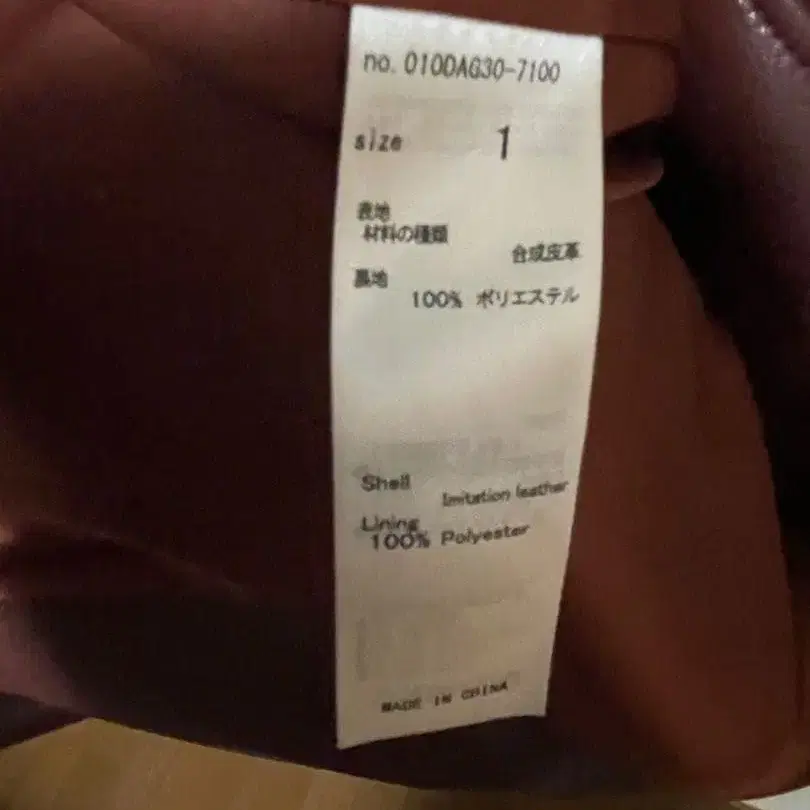 no. 010DAG30-7100
size 1
表地
材料の種類
合成皮革
裏地
100% ポリエステル
Shell
Imitation leather
Lining
100% Polyester
MADE IN CHINA